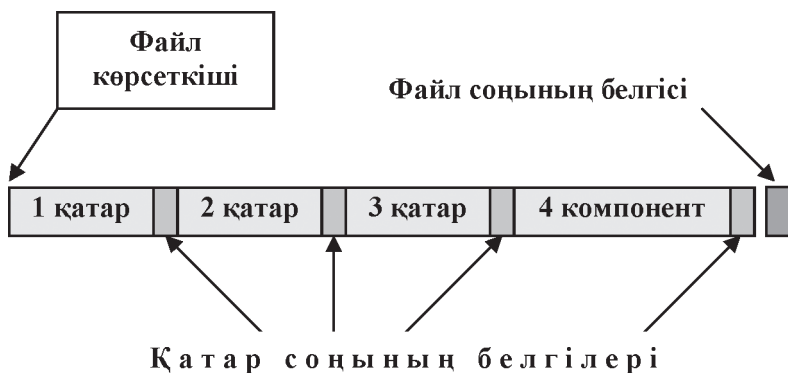 Файл
көрсеткіші
Файл соңының белгісі
1 қатар 2 қатар 3 қатар 4 компонент
Қатар соңының белгілері